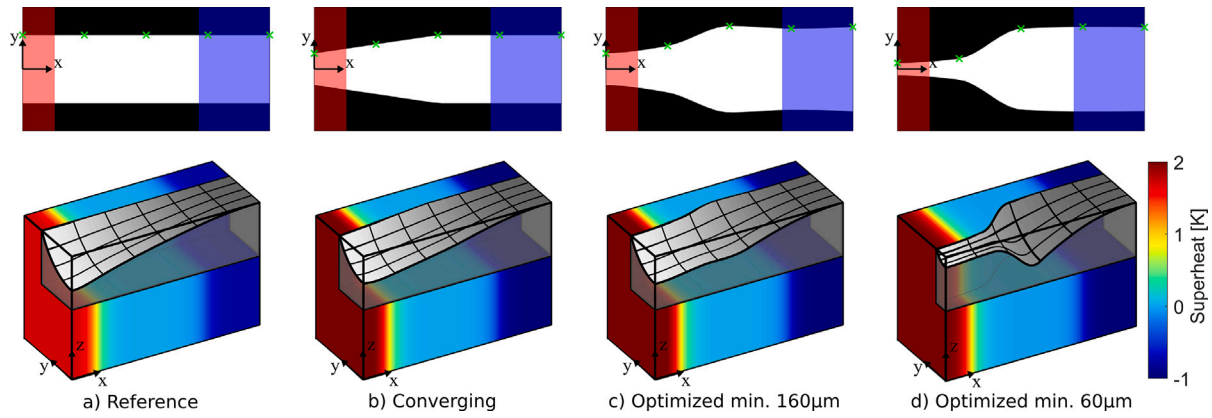 y x y x y x y x
2
1
0
-1
Superheat [K]
z y x z y x z y x z y x
a) Reference b) Converging c) Optimized min. 160μm d) Optimized min. 60μm